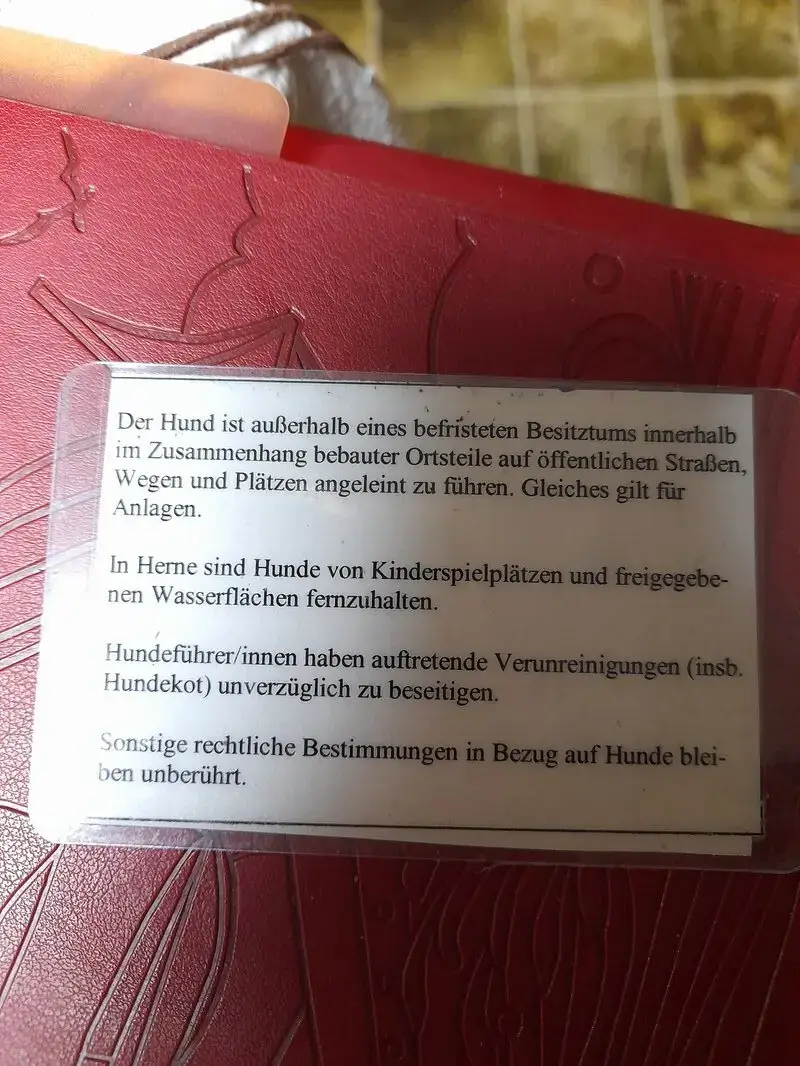 Der Hund ist außerhalb eines befristeten Besitztums innerhalb
im Zusammenhang bebauter Ortsteile auf öffentlichen Straßen,
Wegen und Plätzen angeleint zu führen. Gleiches gilt für
Anlagen.
In Herne sind Hunde von Kinderspielplätzen und freigegebe-
nen Wasserflächen fernzuhalten.
Hundeführer/innen haben auftretende Verunreinigungen (insb.
Hundekot) unverzüglich zu beseitigen.
Sonstige rechtliche Bestimmungen in Bezug auf Hunde blei-
ben unberührt.